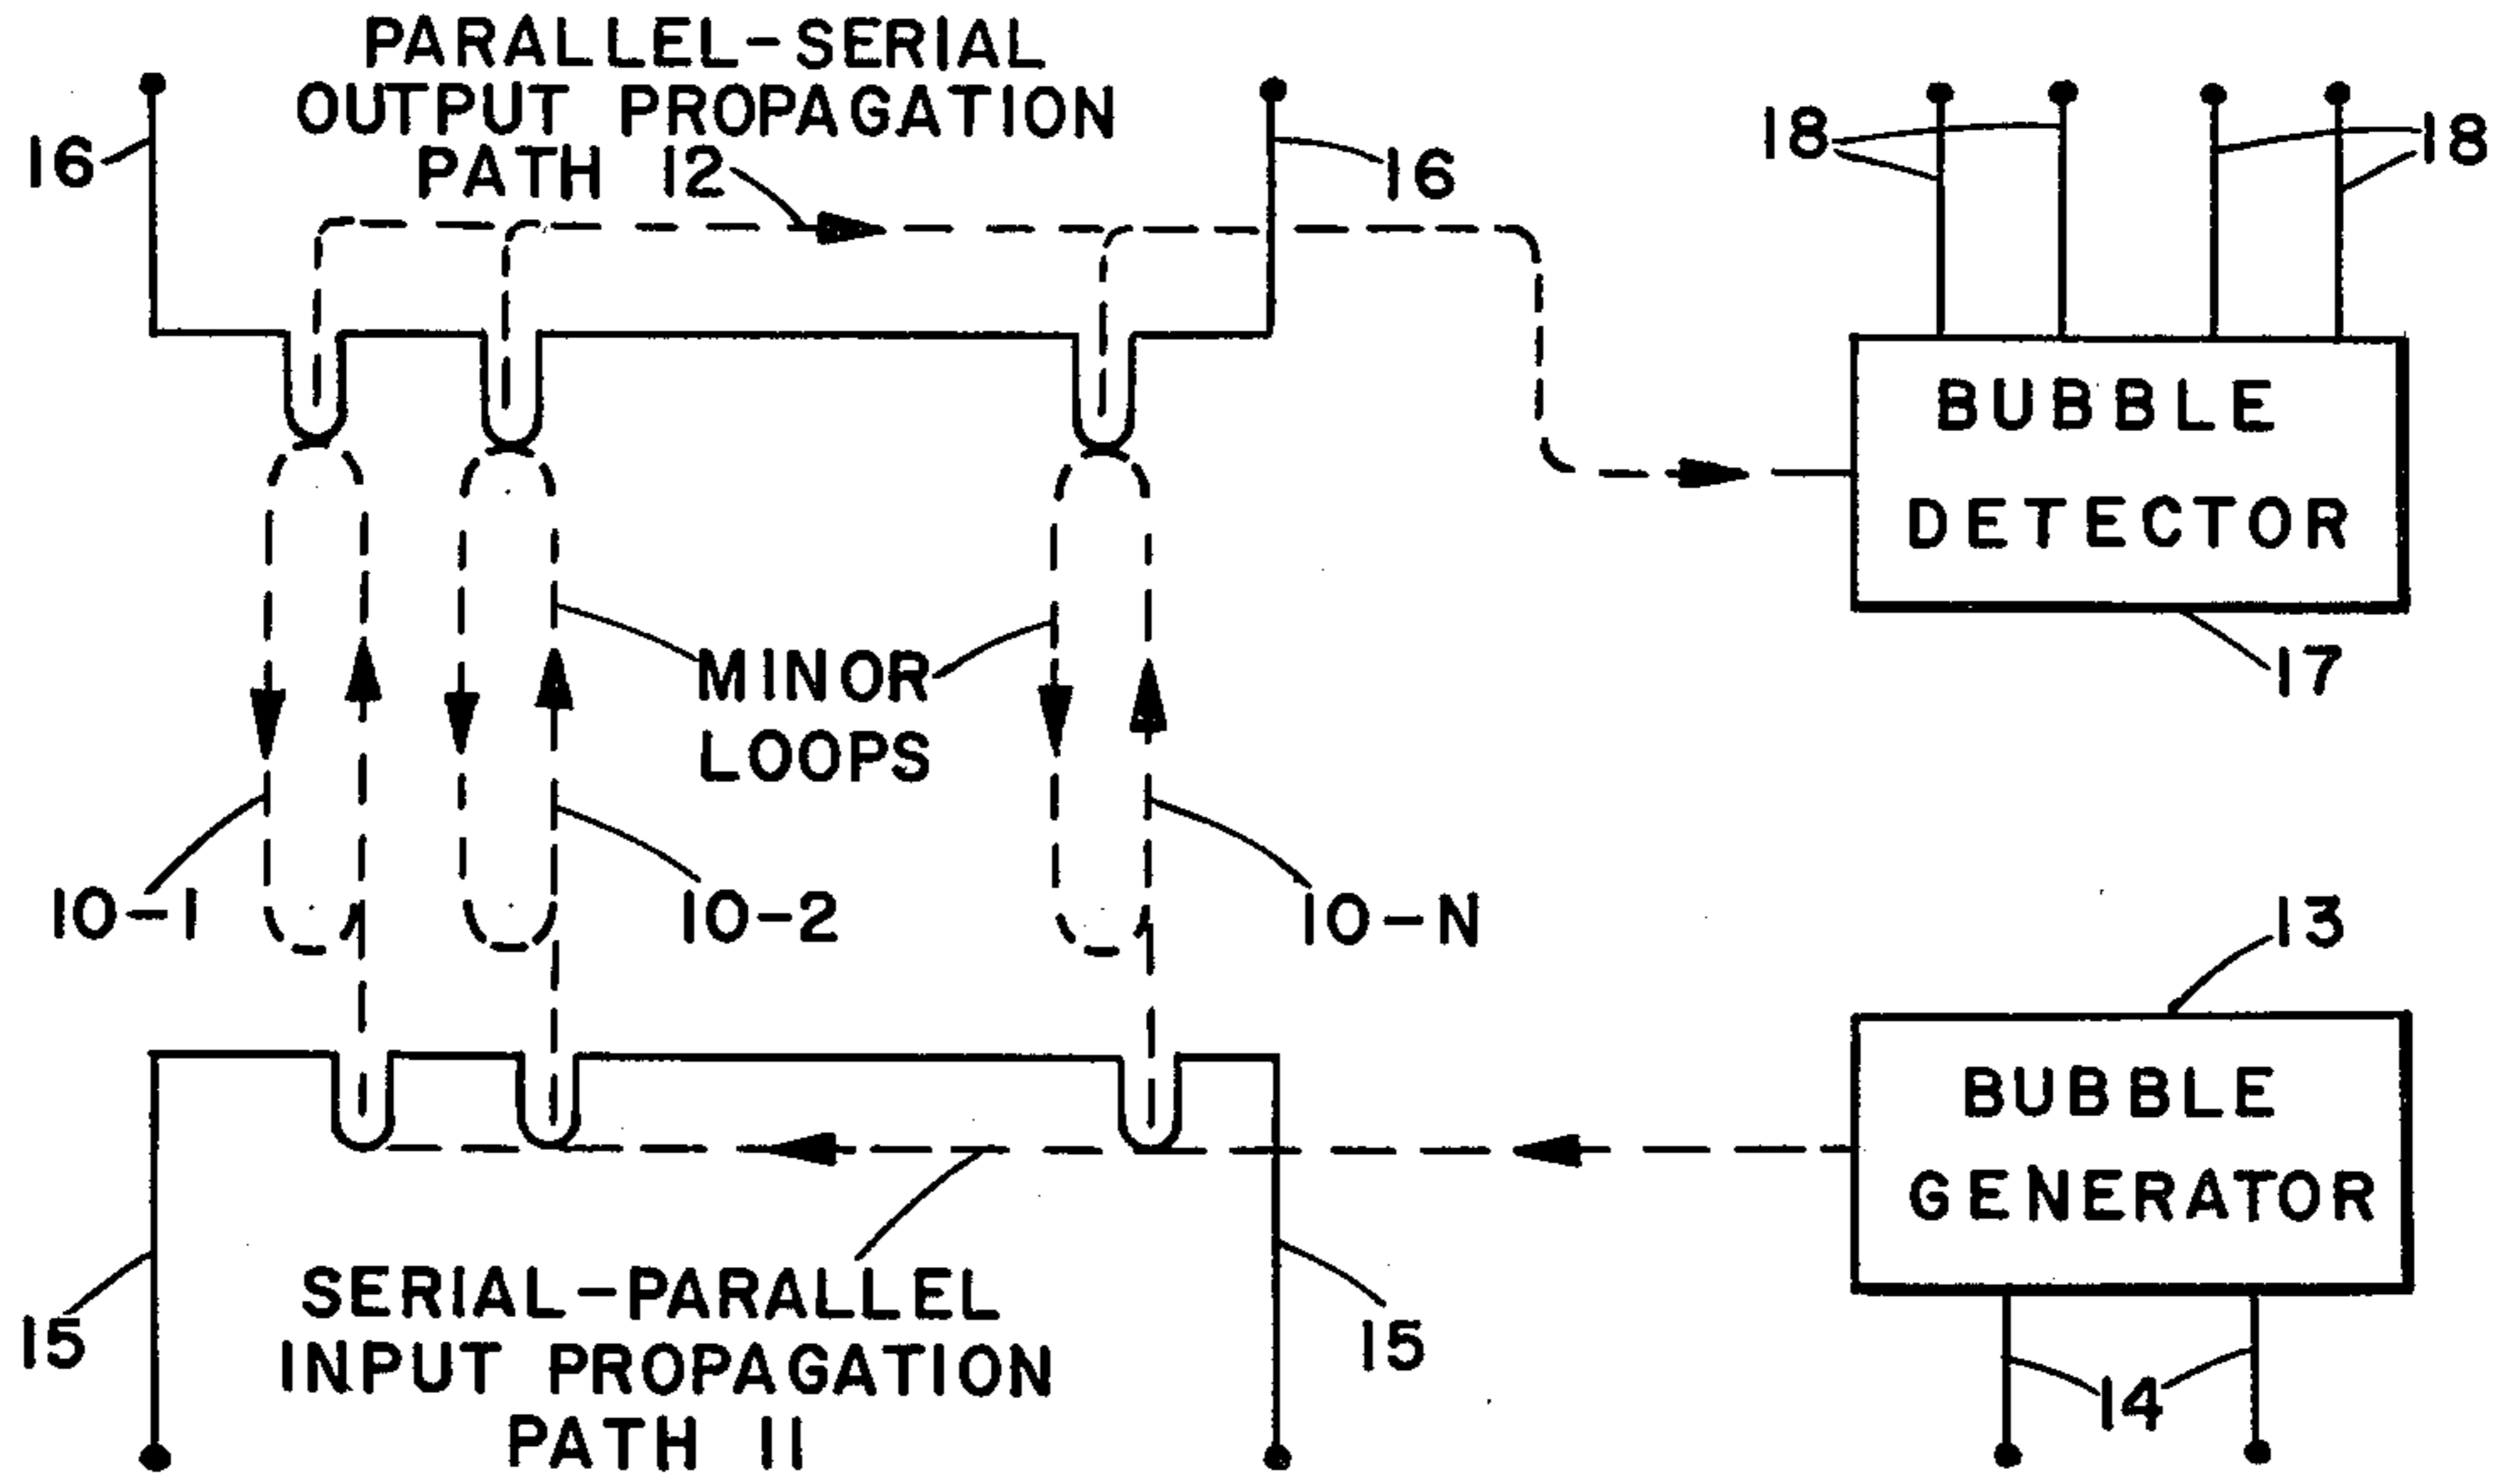 PARALLEL-SERIAL
OUTPUT PROPAGATION
PATH 12
16
16
18
18
BUBBLE
DETECTOR
17
MINOR
LOOPS
10-1
10-2
10-N
13
BUBBLE
GENERATOR
14
15
15
SERIAL-PARALLEL
INPUT PROPAGATION
PATH 11